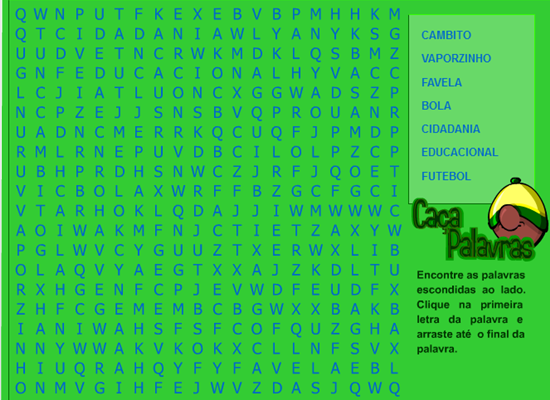 Q W N P U T F K E X E B V B P M H H K M
Q T C I D A D A N I A W L Y A N Y K S G
U U D V E T N C R W K M D K L Q S B M Z
G N F E D U C A C I O N A L H Y V A C C
L C J I A T L U O N C X G G W A D S Z P
N C P Z E J J S N S B V Q P R O U A N R
U A D N C M E R R K Q C U Q F J P M D P
R M L R N E P U V D B C I L O L P Z C P
U B H P R D H S N W C Z J R F J Q O E T
V I C B O L A X W R F F B Z G C F G C I
V T A R H O K L Q D A T S I W M W W W C
A O I W A K M F N J C T I E T Z A X Y W
P G L W V C Y G U U Z V J E R W X L I B
O L A Q V Y A E G T X X A J Z K D L T U
R X H G E N F C P J E V W D F E U D F X
Z H F C G E M E M B C B G W X X B A K B
I A N I W A H S F S F C O F Q U Z G H A
N N Y W W A K V K O K X C L L N F S V X
H I U Q R A H Q Y F Y F A V E L A E B L
O N M V G I H F E J W V Z D A S J Q W Q
CAMBITO
VAPORZINHO
FAVELA
BOLA
CIDADANIA
EDUCACIONAL
FUTEBOL
Caça
Palavras
Encontre as palavras
escondidas ao lado.
Clique na primeira
letra da palavra e
arraste até o final da
palavra.